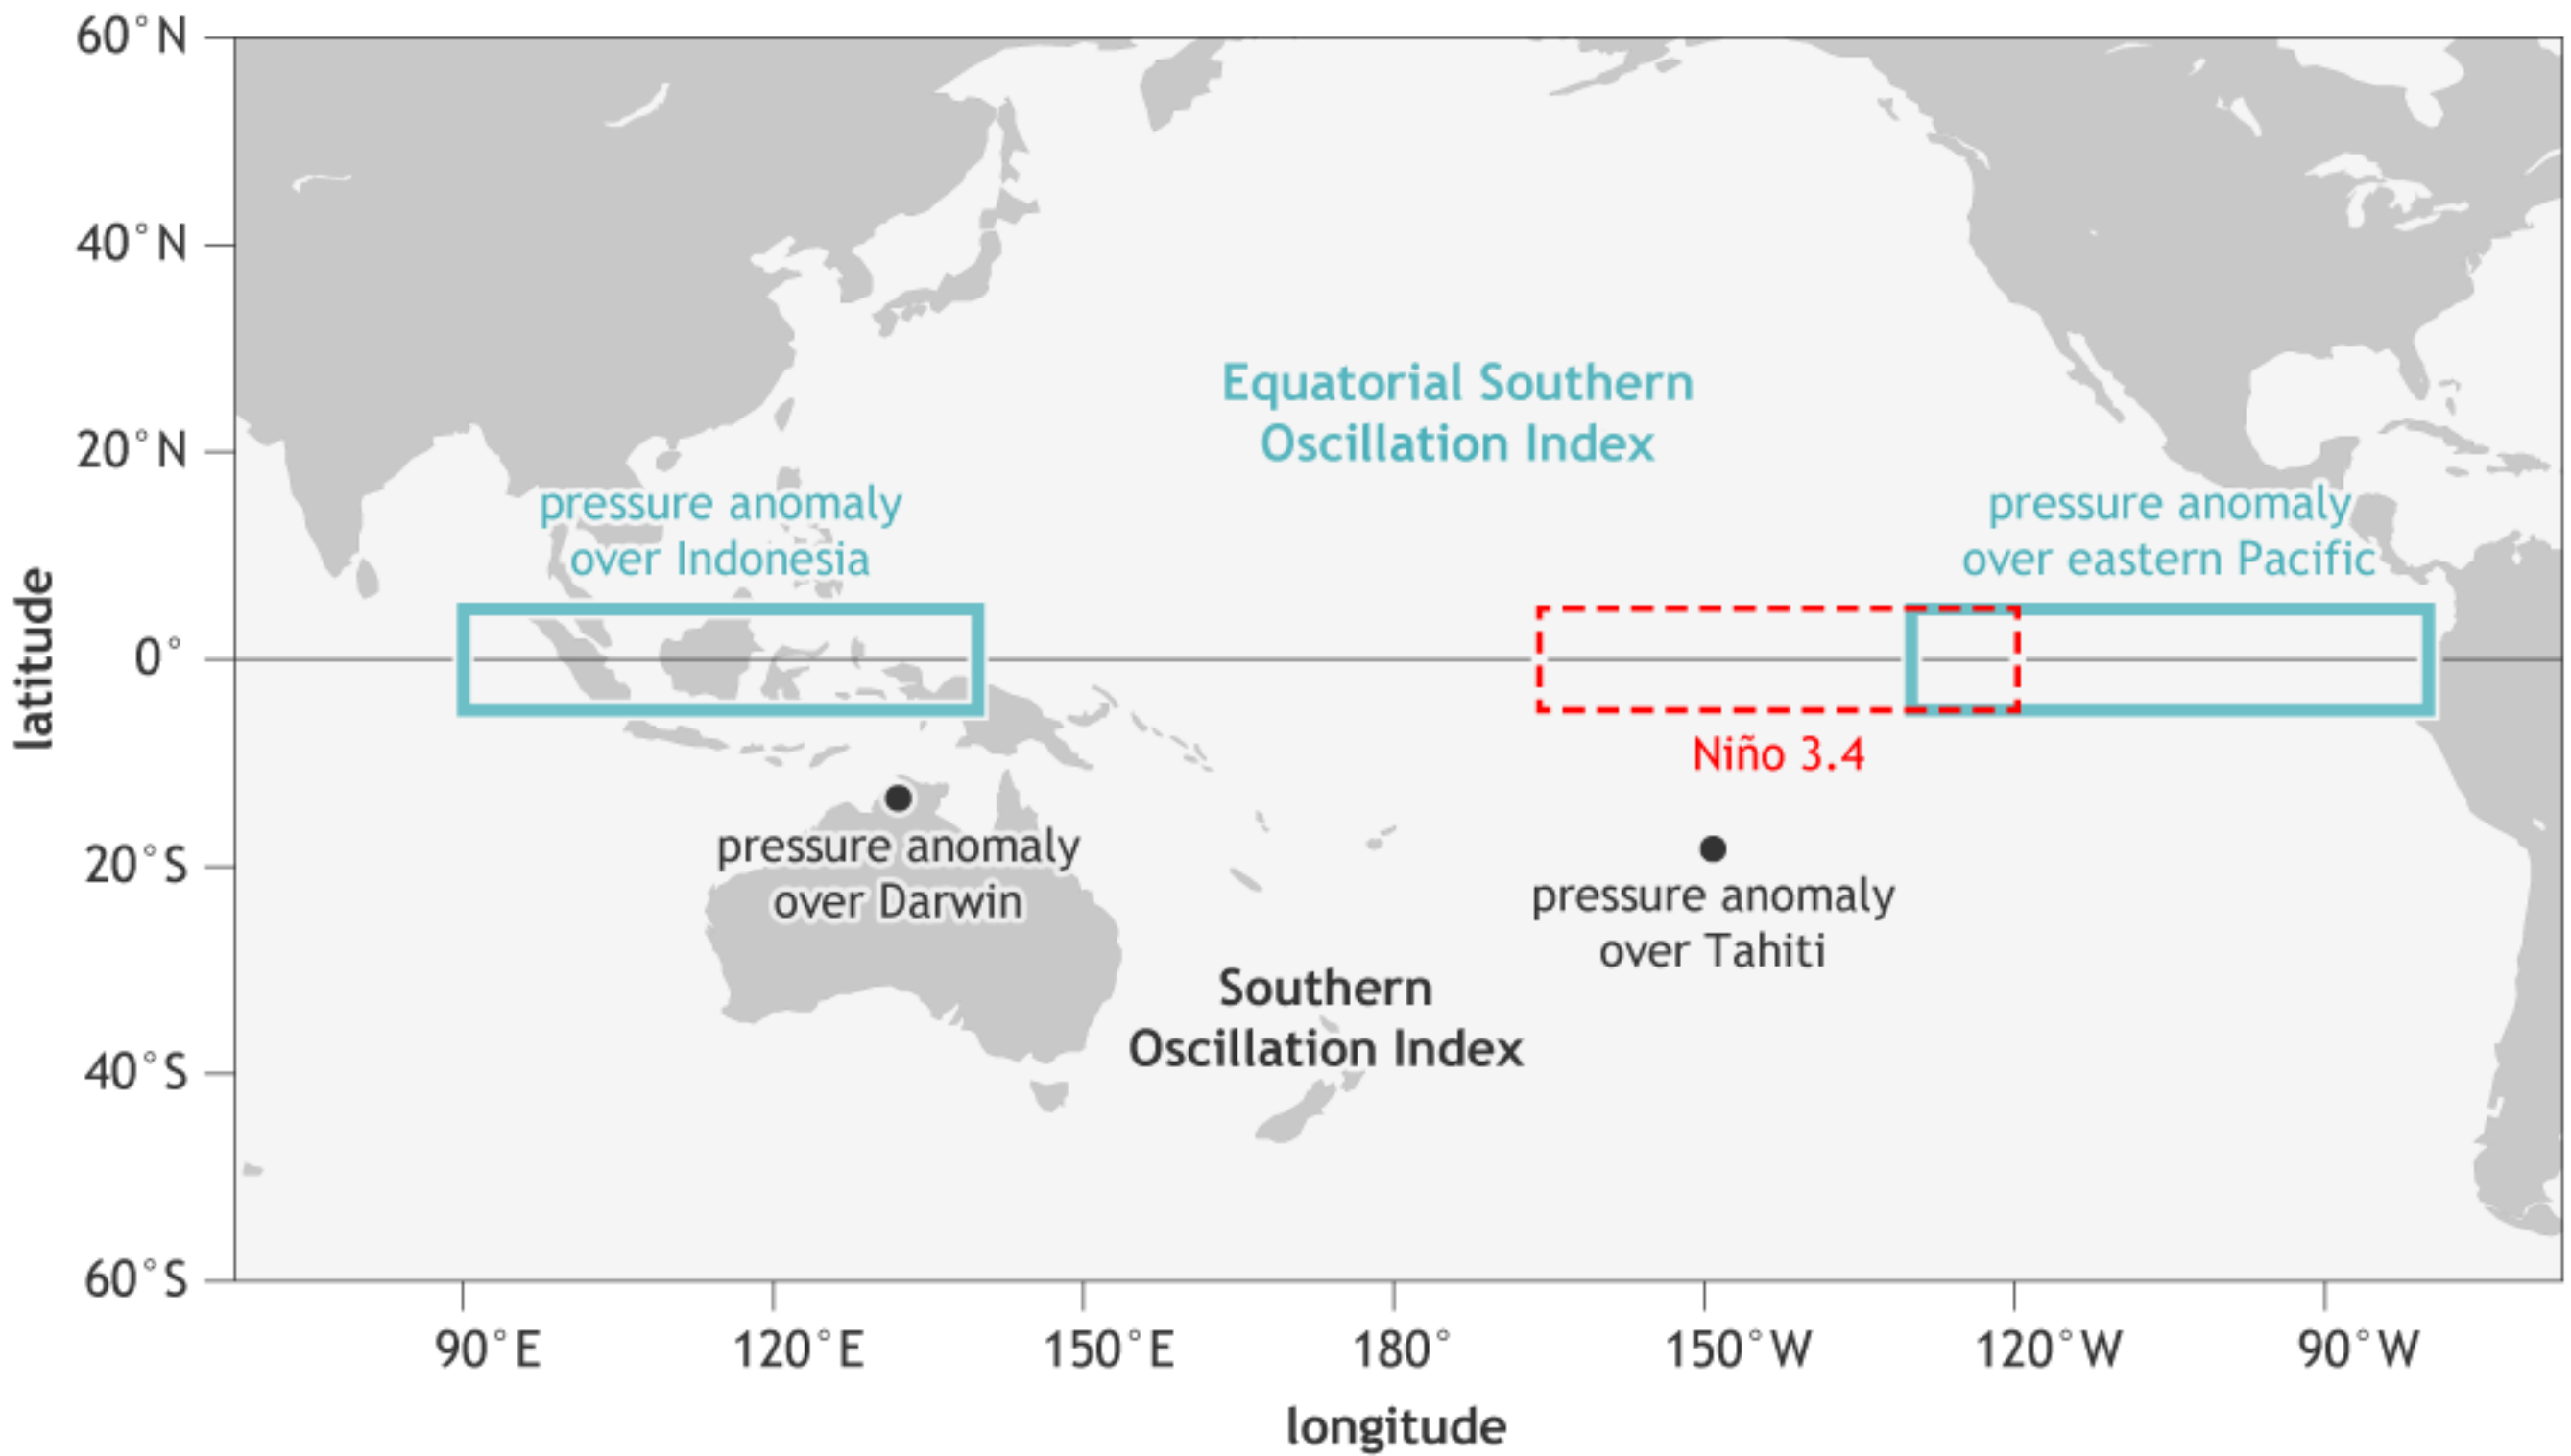 60°N
40°N
20°N
0°
20°S
40°S
60°S
latitude
Equatorial Southern
Oscillation Index
pressure anomaly
over Indonesia
pressure anomaly
over eastern Pacific
Niño 3.4
pressure anomaly
over Darwin
pressure anomaly
over Tahiti
Southern
Oscillation Index
90°E
120°E
150°E
180°
150°W
120°W
90°W
longitude